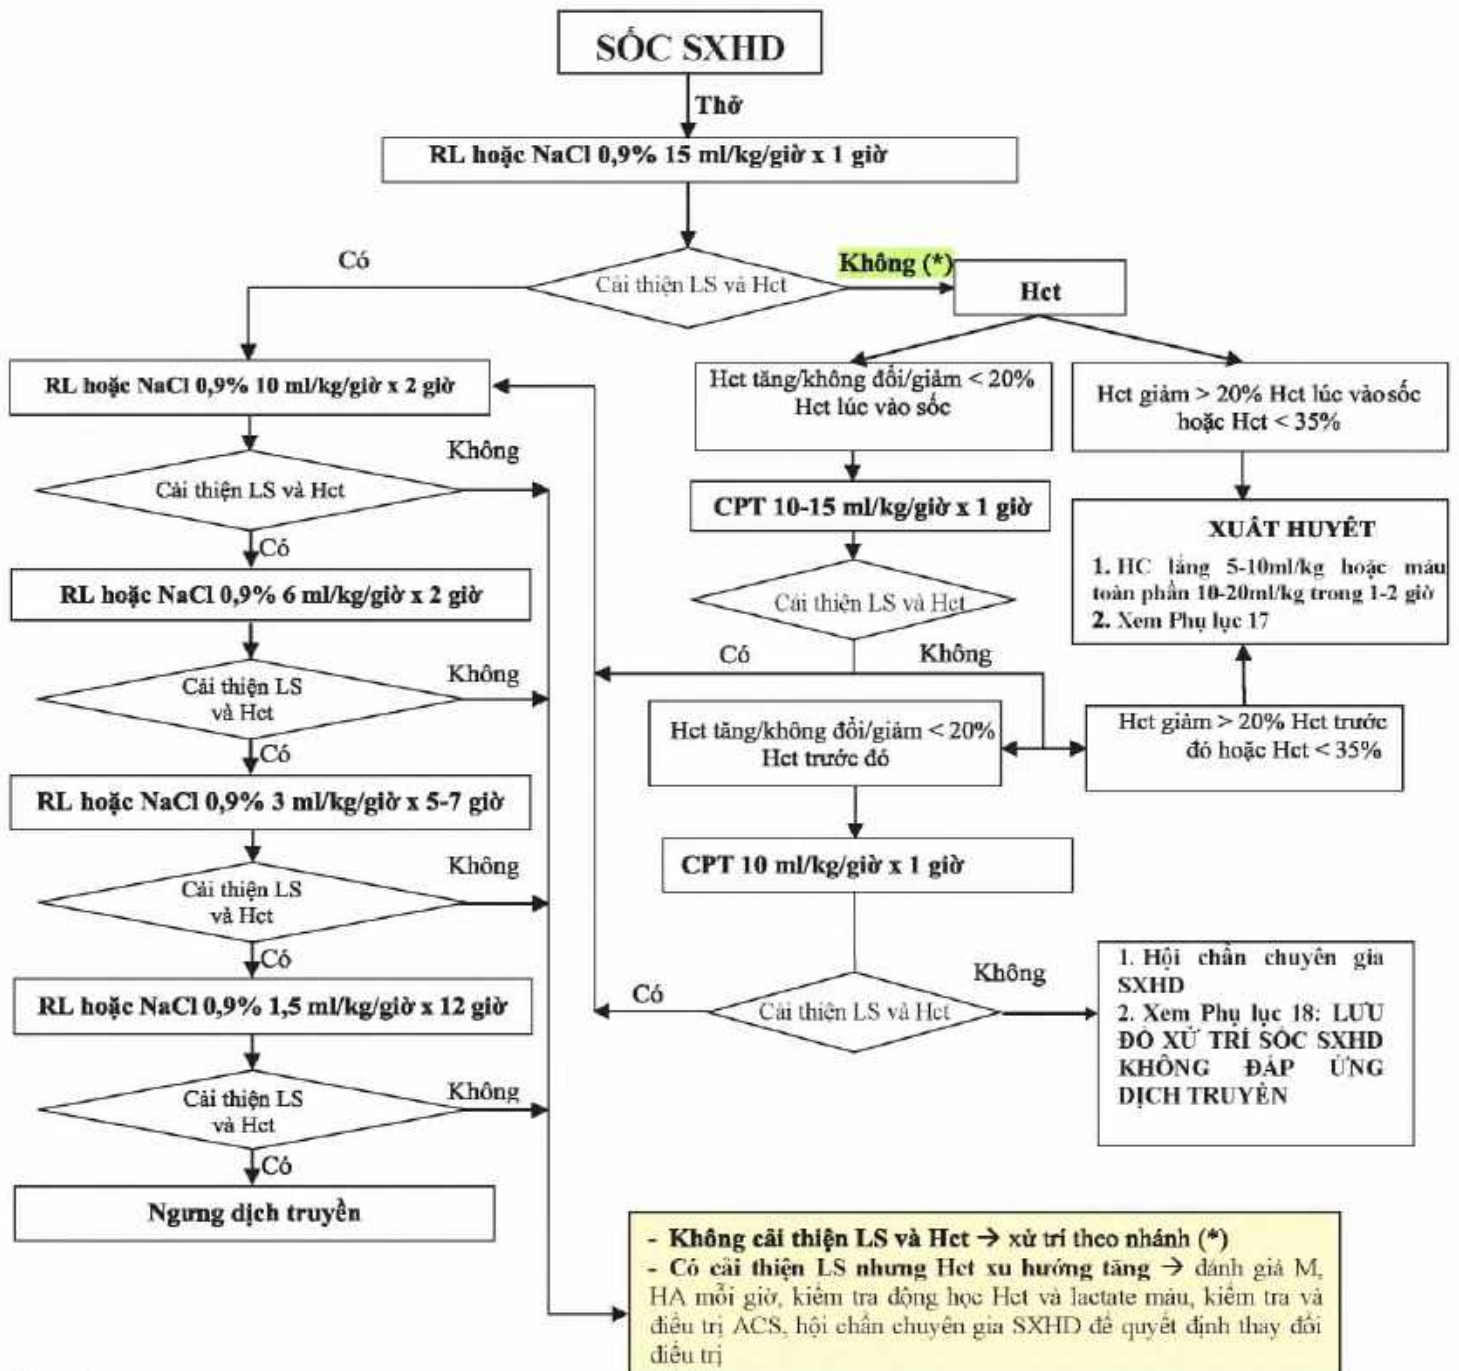 SỐC SXHD
Thở
RL hoặc NaCl 0,9% 15 ml/kg/giờ x 1 giờ
Có
Cải thiện LS và Hct
Không (*)
Hct
RL hoặc NaCl 0,9% 10 ml/kg/giờ x 2 giờ
Không
Cải thiện LS và Hct
Có
RL hoặc NaCl 0,9% 6 ml/kg/giờ x 2 giờ
Không
Cải thiện LS
và Hct
Có
RL hoặc NaCl 0,9% 3 ml/kg/giờ x 5-7 giờ
Không
Cải thiện LS
và Hct
Có
RL hoặc NaCl 0,9% 1,5 ml/kg/giờ x 12 giờ
Không
Cải thiện LS
và Hct
Có
Ngưng dịch truyền
Hct tăng/không đổi/giảm < 20%
Hct lúc vào sốc
CPT 10-15 ml/kg/giờ x 1 giờ
Cải thiện LS và Hct
Có
Không
Hct tăng/không đổi/giảm < 20%
Hct trước đó
CPT 10 ml/kg/giờ x 1 giờ
Cải thiện LS và Hct
Có
Không
Hct giảm > 20% Hct lúc vào sốc
hoặc Hct < 35%
XUẤT HUYẾT
1. HC lắng 5-10ml/kg hoặc máu
toàn phần 10-20ml/kg trong 1-2 giờ
2. Xem Phụ lục 17
Hct giảm > 20% Hct trước
đó hoặc Hct < 35%
1. Hội chẩn chuyên gia
SXHD
2. Xem Phụ lục 18: LƯU
ĐỒ XỬ TRÍ SỐC SXHD
KHÔNG ĐÁP ỨNG
DỊCH TRUYỀN
- Không cải thiện LS và Hct → xử trí theo nhánh (*)
- Có cải thiện LS nhưng Hct xu hướng tăng → đánh giá M,
HA mỗi giờ, kiểm tra động học Hct và lactate máu, kiểm tra và
điều trị ACS, hội chẩn chuyên gia SXHD để quyết định thay đổi
điều trị